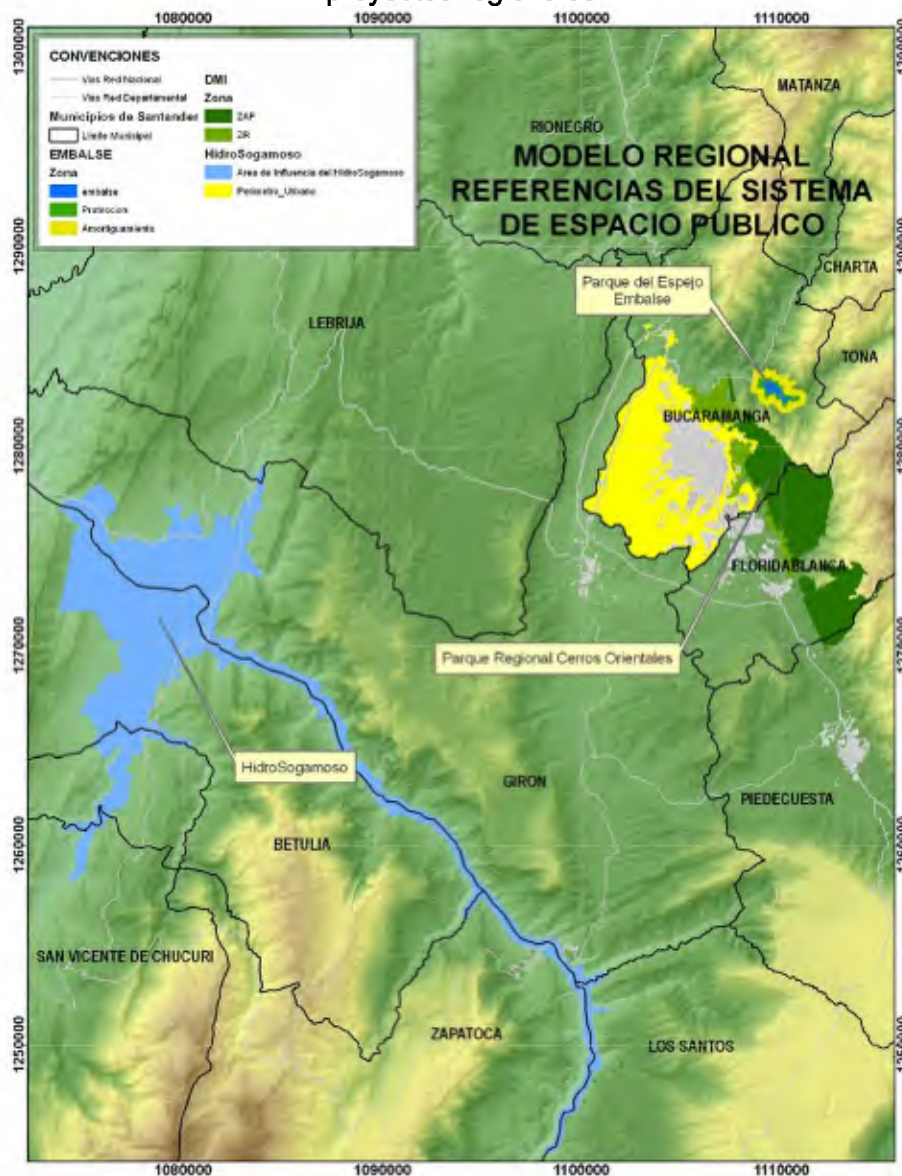 1080000 1090000 1100000 1110000
CONVENCIONES
Vias Red Nacional
Vias Red Departamental
Municipios de Santander
Limite Municipal
EMBALSE
Zona
embalse
Proteccion
Amortiguamiento
DMI
Zona
ZAP
ZR
HidroSogamoso
Area de Influencia del HidroSogamoso
Perimetro_Urbano
MATANZA
RIONEGRO
MODELO REGIONAL
REFERENCIAS DEL SISTEMA
DE ESPACIO PUBLICO
CHARTA
Parque del Espejo
Embalse
LEBRIJA
TONA
BUCARAMANGA
FLORIDABLANCA
Parque Regional Cerros Orientales
HidroSogamoso
GIRON
PIEDECUESTA
BETULIA
SAN VICENTE DE CHUCURI
ZAPATOCA
LOS SANTOS
1300000
1290000
1280000
1270000
1260000
1250000
1080000 1090000 1100000 1110000